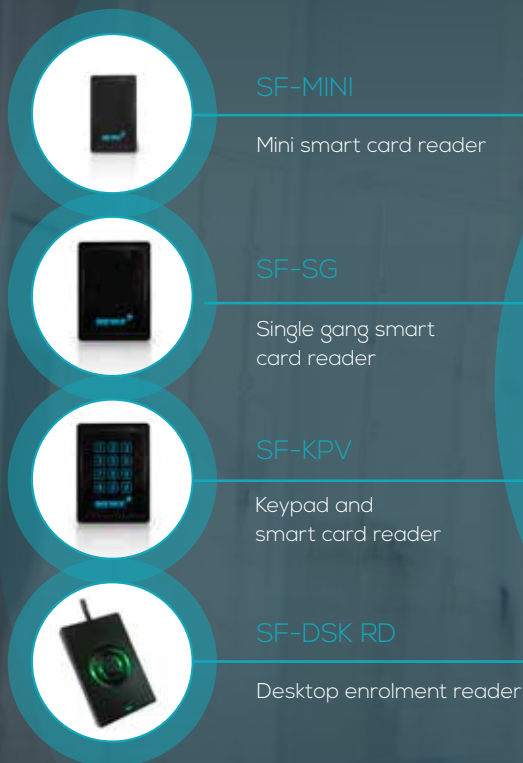 SF-MINI
Mini smart card reader
SF-SG
Single gang smart
card reader
SF-KPV
Keypad and
smart card reader
SF-DSK RD
Desktop enrolment reader